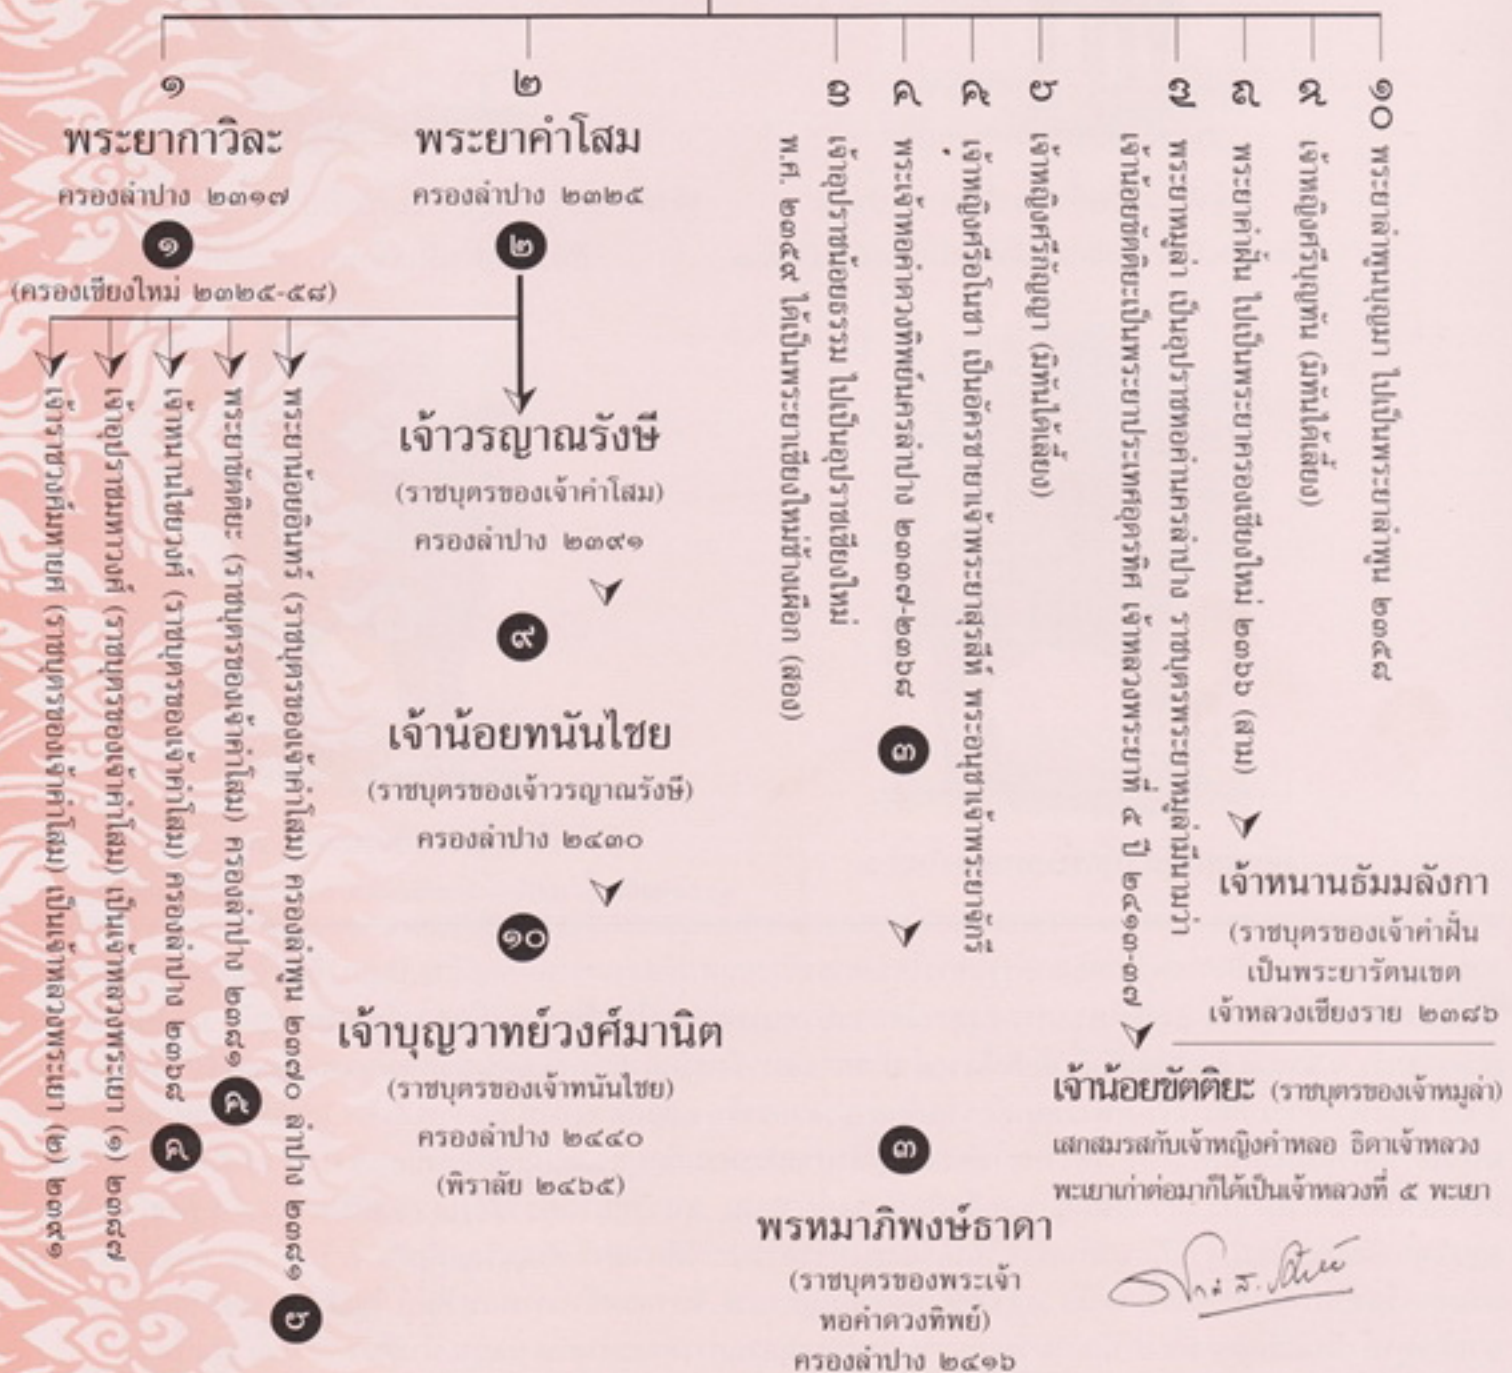 ๑
พระยากาวิละ
ครองลำปาง ๒๓๑๗
๑
(ครองเชียงใหม่ ๒๓๒๕-๕๘)
เจ้าราชวงศ์มหายศ (ราชบุตรของเจ้าคำโสม) เป็นเจ้าหลวงพระเยา (๒) ๒๓๙๑
เจ้าอุปราชมหาวงศ์ (ราชบุตรของเจ้าคำโสม) เป็นเจ้าหลวงพระเยา (๑) ๒๓๘๗
เจ้าหนานไชยวงศ์ (ราชบุตรของเจ้าคำโสม) ครองลำปาง ๒๓๖๘
๔
พระยาขัตติยะ (ราชบุตรของเจ้าคำโสม) ครองลำปาง ๒๓๘๑
๕
พระยาน้อยอินทร์ (ราชบุตรของเจ้าคำโสม) ครองลำพูน ๒๓๗๐ ลำปาง ๒๓๘๑
๒
พระยาคำโสม
ครองลำปาง ๒๓๒๕
๒
เจ้าวรญาณรังษี
(ราชบุตรของเจ้าคำโสม)
ครองลำปาง ๒๓๙๑
๙
เจ้าน้อยทนันไชย
(ราชบุตรของเจ้าวรญาณรังษี)
ครองลำปาง ๒๔๓๐
๑๐
เจ้าบุญวาทย์วงศ์มานิต
(ราชบุตรของเจ้าทนันไชย)
ครองลำปาง ๒๔๔๐
(พิราลัย ๒๔๖๕)
๓ เจ้าอุปราชน้อยธรรม ไปเป็นอุปราชเชียงใหม่
พ.ศ. ๒๓๕๙ ได้เป็นพระยาเชียงใหม่ช้างเผือก (สอง)
๔ พระเจ้าหอคำดวงทิพย์นครลำปาง ๒๓๓๗-๒๓๖๘
๓
๓
พรหมาภิพงษ์ธาดา
(ราชบุตรของพระเจ้า
หอคำดวงทิพย์)
ครองลำปาง ๒๔๑๖
๕ เจ้าหญิงศรีอโนชา เป็นอัครชายาเจ้าพระยาสุรสีห์ พระอนุชาเจ้าพระยาจักรี
๖ เจ้าหญิงศรีกัญญา (มิทันได้เลี้ยง)
๗ พระยาหมูล่า เป็นอุปราชหอคำนครลำปาง ราชบุตรพระยาหมูล่ามีนามว่า
เจ้าน้อยขัตติยะเป็นพระยาประเทศอุดรทิศ เจ้าหลวงพระยาที่ ๕ ปี ๒๔๑๓-๓๗
เจ้าน้อยขัตติยะ (ราชบุตรของเจ้าหมูล่า)
เสกสมรสกับเจ้าหญิงคำหลอ ธิดาเจ้าหลวง
พะเยาเก่าต่อมาก็ได้เป็นเจ้าหลวงที่ ๕ พะเยา
๘ พระยาคำฝั้น ไปเป็นพระยาครองเชียงใหม่ ๒๓๖๖ (สาม)
เจ้าหนานธัมมลังกา
(ราชบุตรของเจ้าคำฝั้น
เป็นพระยารัตนเขต
เจ้าหลวงเชียงราย ๒๓๘๖
๙ เจ้าหญิงศรีบุญทัน (มิทันได้เลี้ยง)
๑๐ พระยาลำพูนบุญมา ไปเป็นพระยาลำพูน ๒๓๕๘